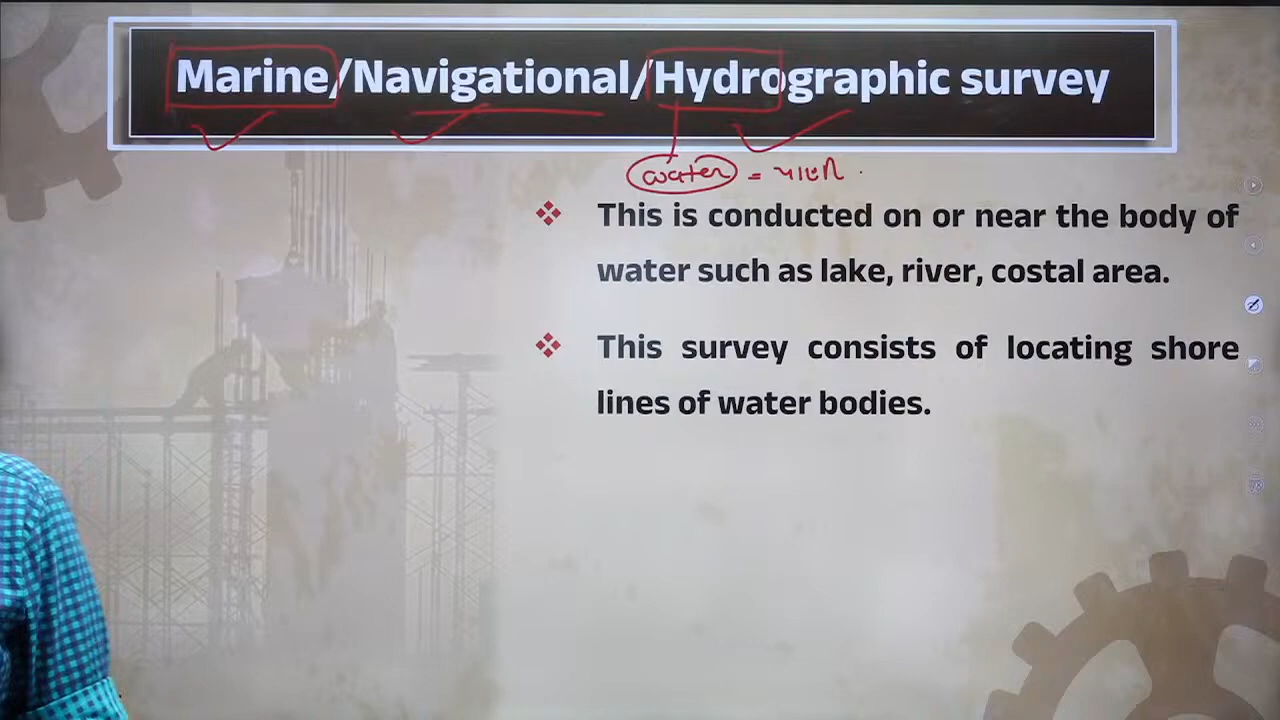 Marine/Navigational/Hydrographic survey
water =
❖ This is conducted on or near the body of
water such as lake, river, costal area.
❖ This survey consists of locating shore
lines of water bodies.